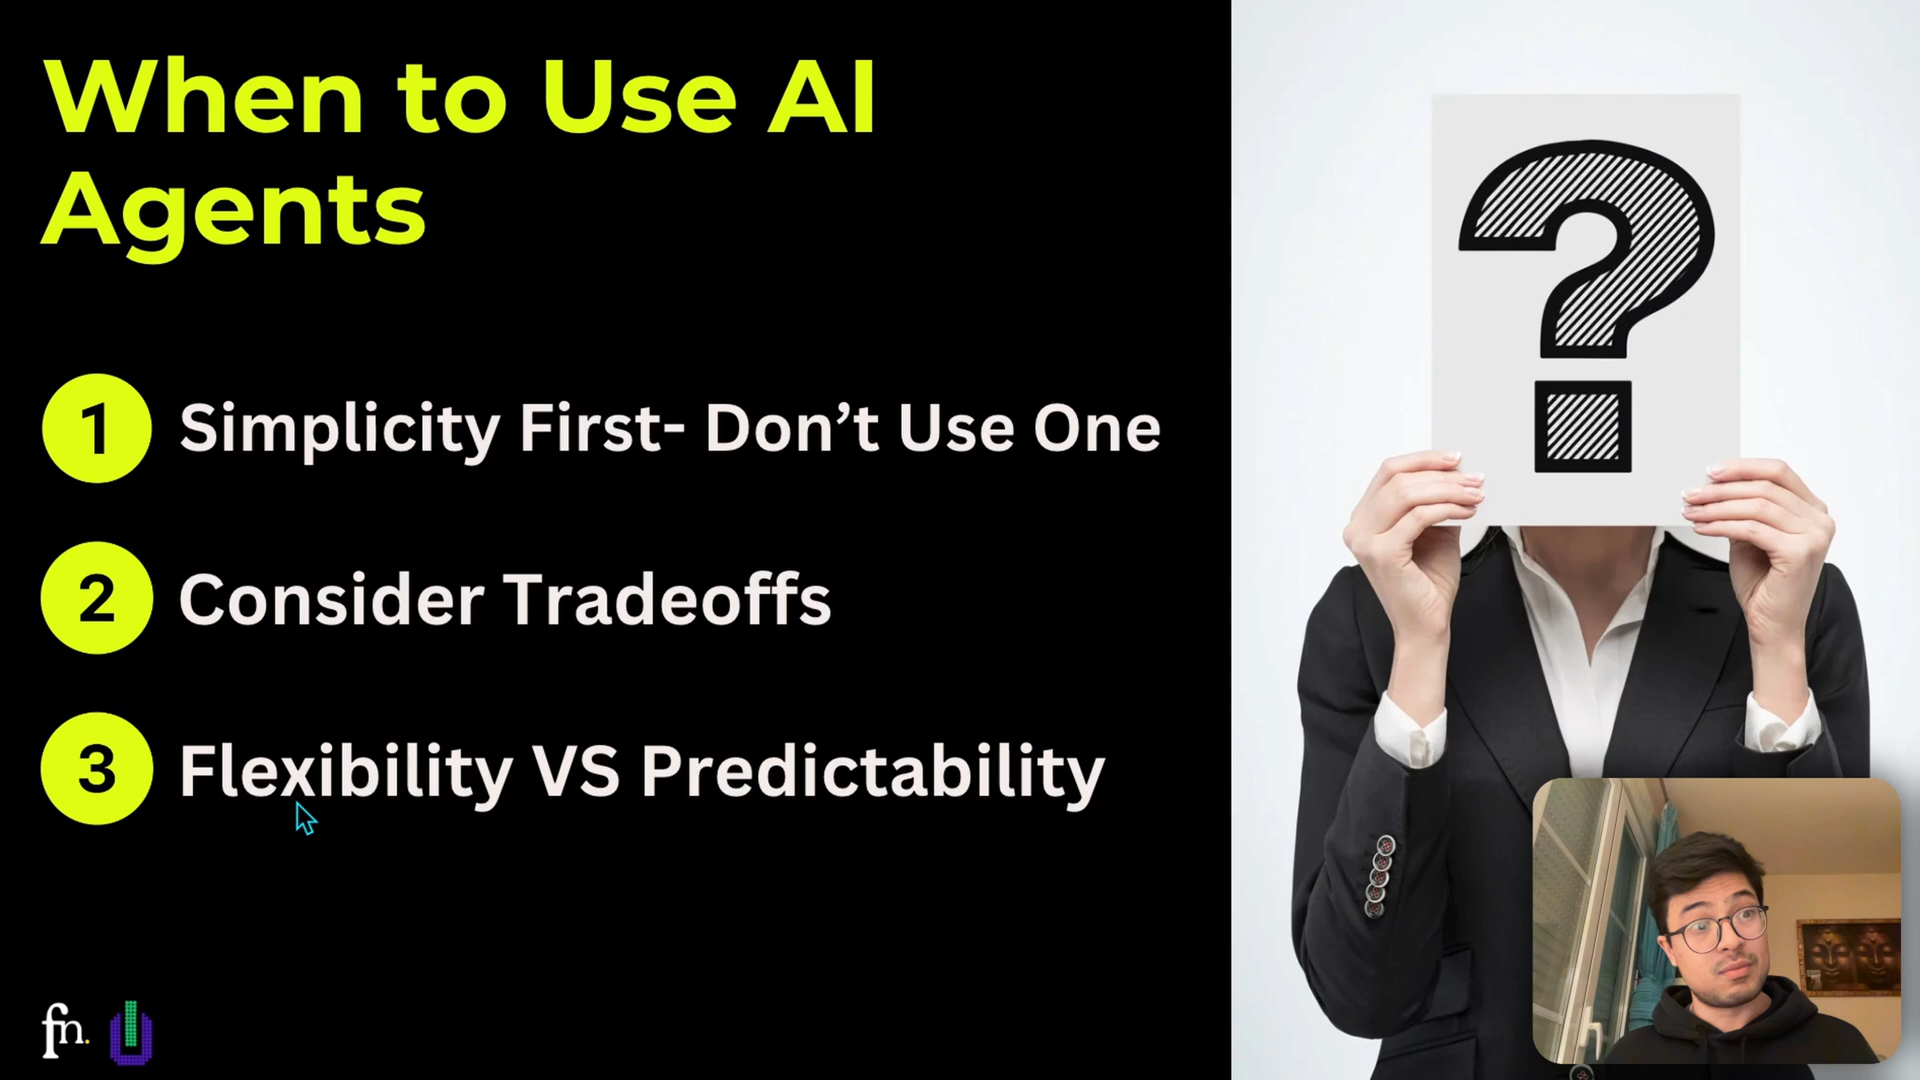 When to Use AI
Agents
1 Simplicity First- Don’t Use One
2 Consider Tradeoffs
3 Flexibility VS Predictability
?
fn.